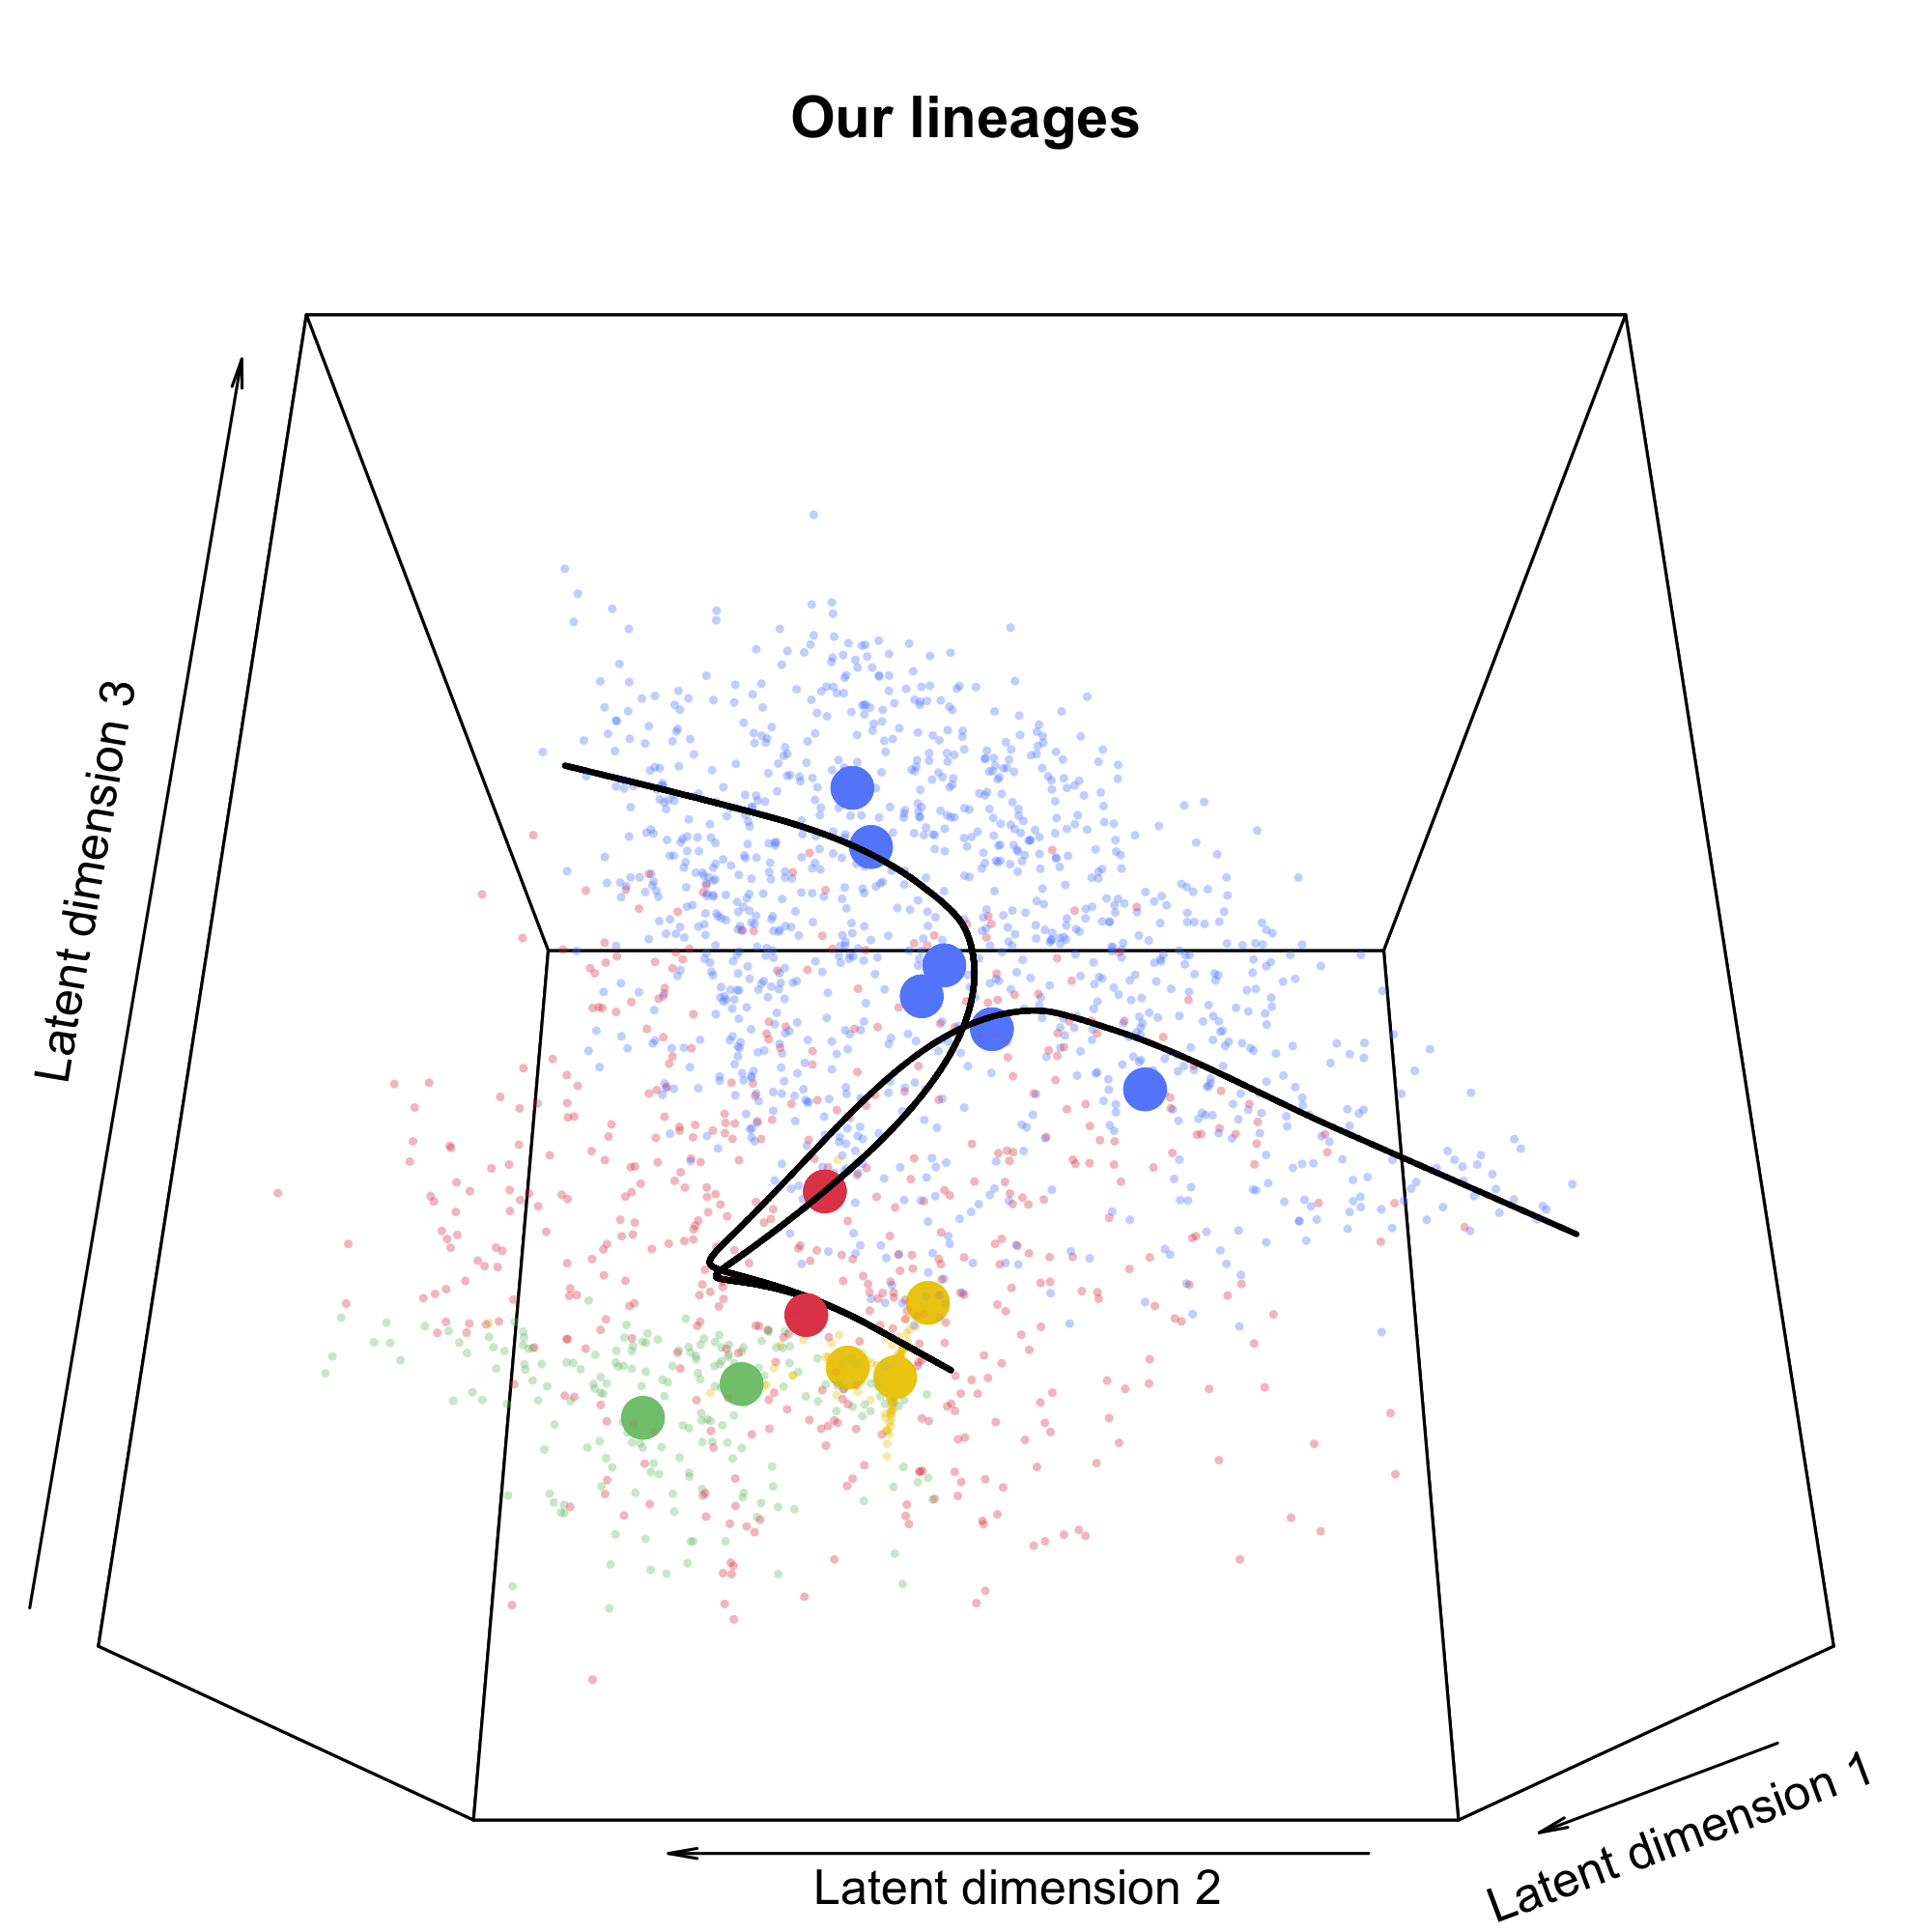 Our lineages
Latent dimension 3
Latent dimension 2
Latent dimension 1